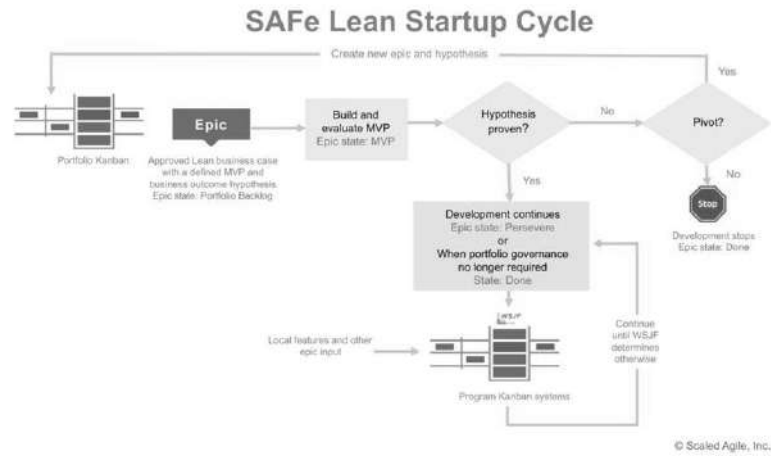 SAFe Lean Startup Cycle
Create new epic and hypothesis
Yes
Portfolio Kanban
Epic
Approved Lean business case
with a defined MVP and
business outcome hypothesis.
Epic state: Portfolio Backlog
Build and
evaluate MVP
Epic state: MVP
Hypothesis
proven?
No
Pivot?
Yes
No
Stop
Development stops
Epic state: Done
Development continues
Epic state: Persevere
or
When portfolio governance
no longer required
State: Done
WSJF
Local features and other
epic input
Continue
until WSJF
determines
otherwise
Program Kanban systems
© Scaled Agile, Inc.